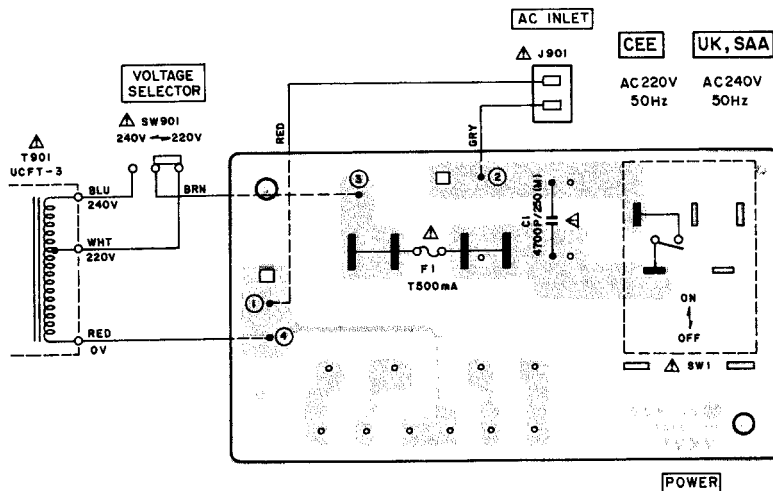 AC INLET
J901
CEE
UK, SAA
AC220V
50Hz
AC240V
50Hz
VOLTAGE
SELECTOR
SW901
240V 220V
T901
UCFT-3
BLU
240V
BRN
WHT
220V
RED
0V
RED
GRY
3
2
1
4
F1
T500mA
C1
4700P/250(M)
ON
OFF
SW1
POWER